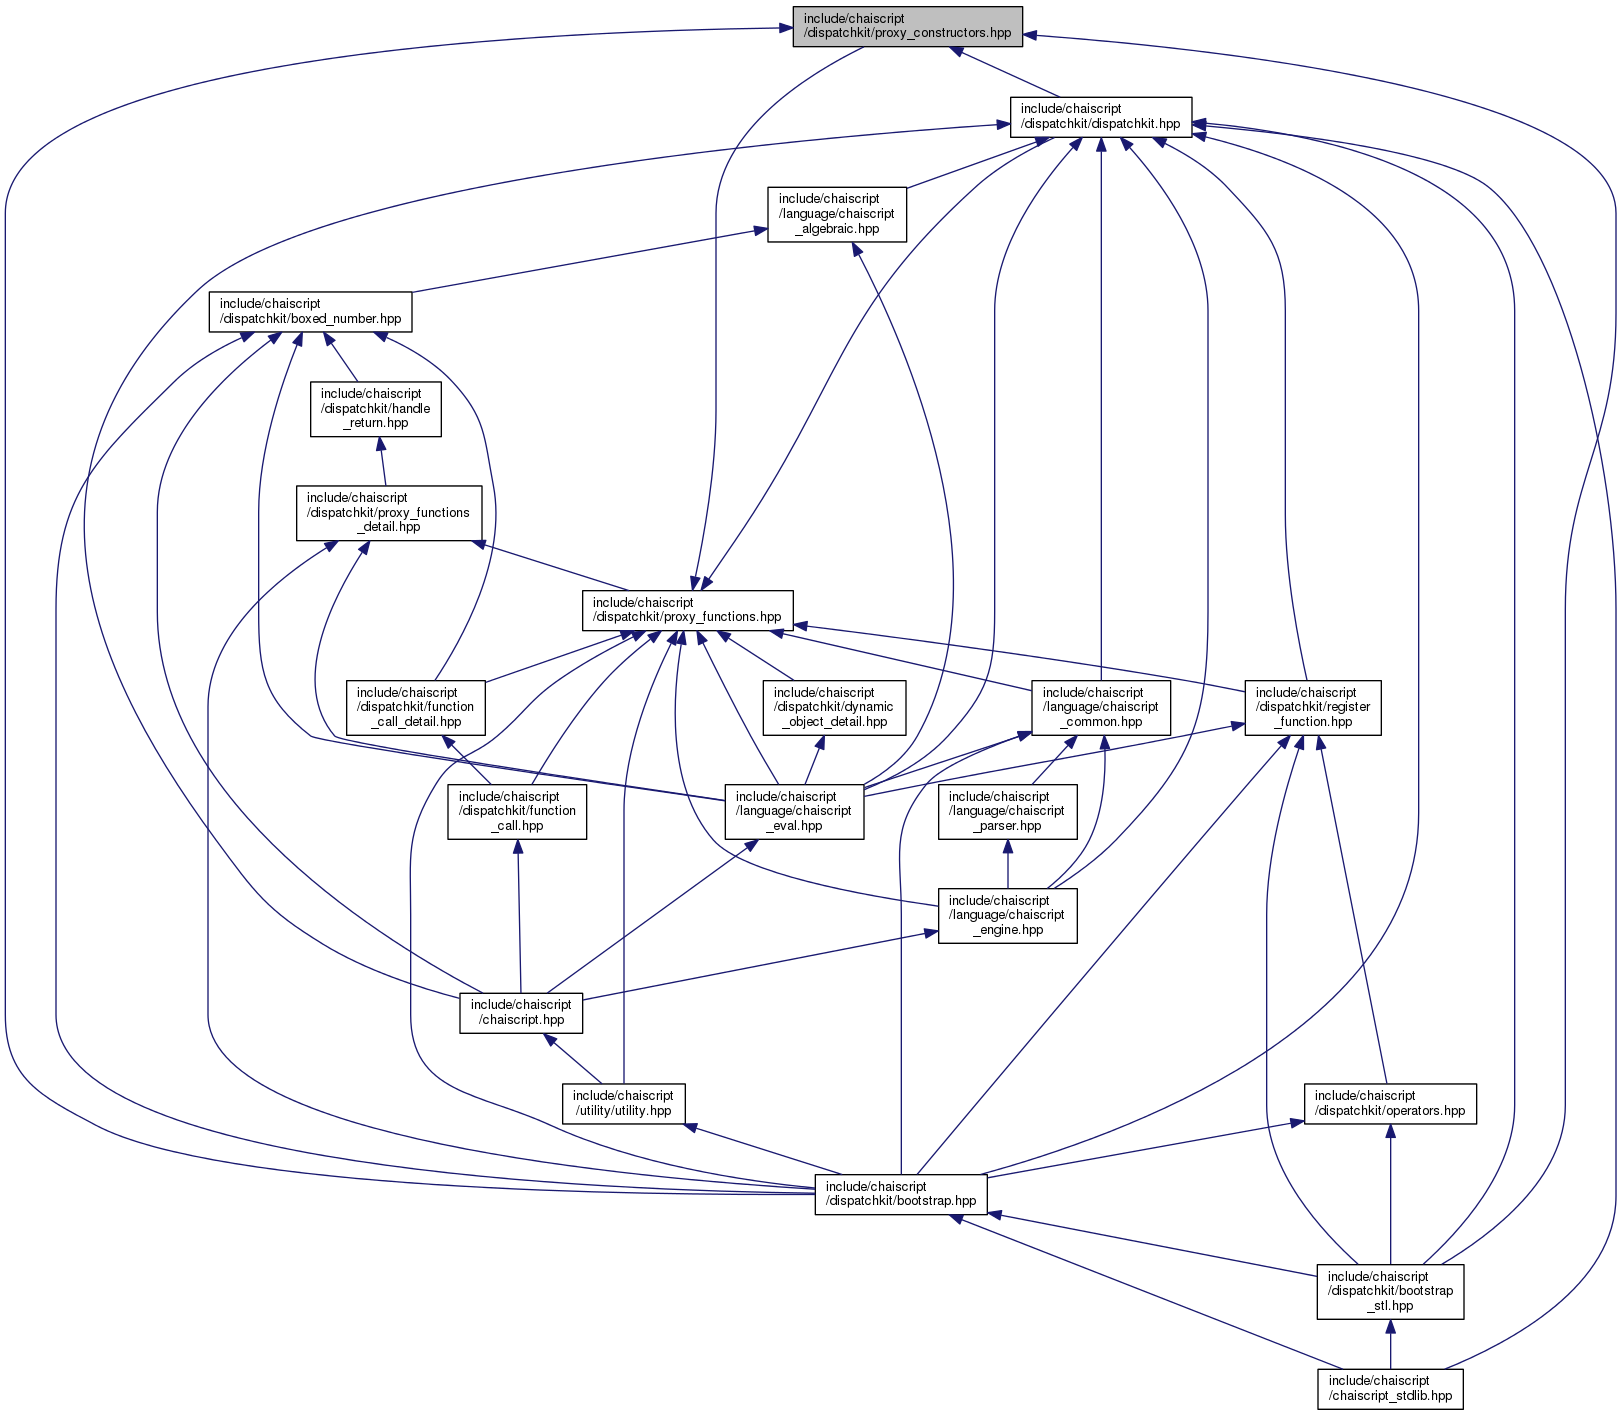 include/chaiscript
/dispatchkit/proxy_constructors.hpp
include/chaiscript
/dispatchkit/dispatchkit.hpp
include/chaiscript
/language/chaiscript
_algebraic.hpp
include/chaiscript
/dispatchkit/boxed_number.hpp
include/chaiscript
/dispatchkit/handle
_return.hpp
include/chaiscript
/dispatchkit/proxy_functions
_detail.hpp
include/chaiscript
/dispatchkit/proxy_functions.hpp
include/chaiscript
/dispatchkit/function
_call_detail.hpp
include/chaiscript
/dispatchkit/dynamic
_object_detail.hpp
include/chaiscript
/language/chaiscript
_common.hpp
include/chaiscript
/dispatchkit/register
_function.hpp
include/chaiscript
/dispatchkit/function
_call.hpp
include/chaiscript
/language/chaiscript
_eval.hpp
include/chaiscript
/language/chaiscript
_parser.hpp
include/chaiscript
/language/chaiscript
_engine.hpp
include/chaiscript
/chaiscript.hpp
include/chaiscript
/utility/utility.hpp
include/chaiscript
/dispatchkit/operators.hpp
include/chaiscript
/dispatchkit/bootstrap.hpp
include/chaiscript
/dispatchkit/bootstrap
_stl.hpp
include/chaiscript
/chaiscript_stdlib.hpp